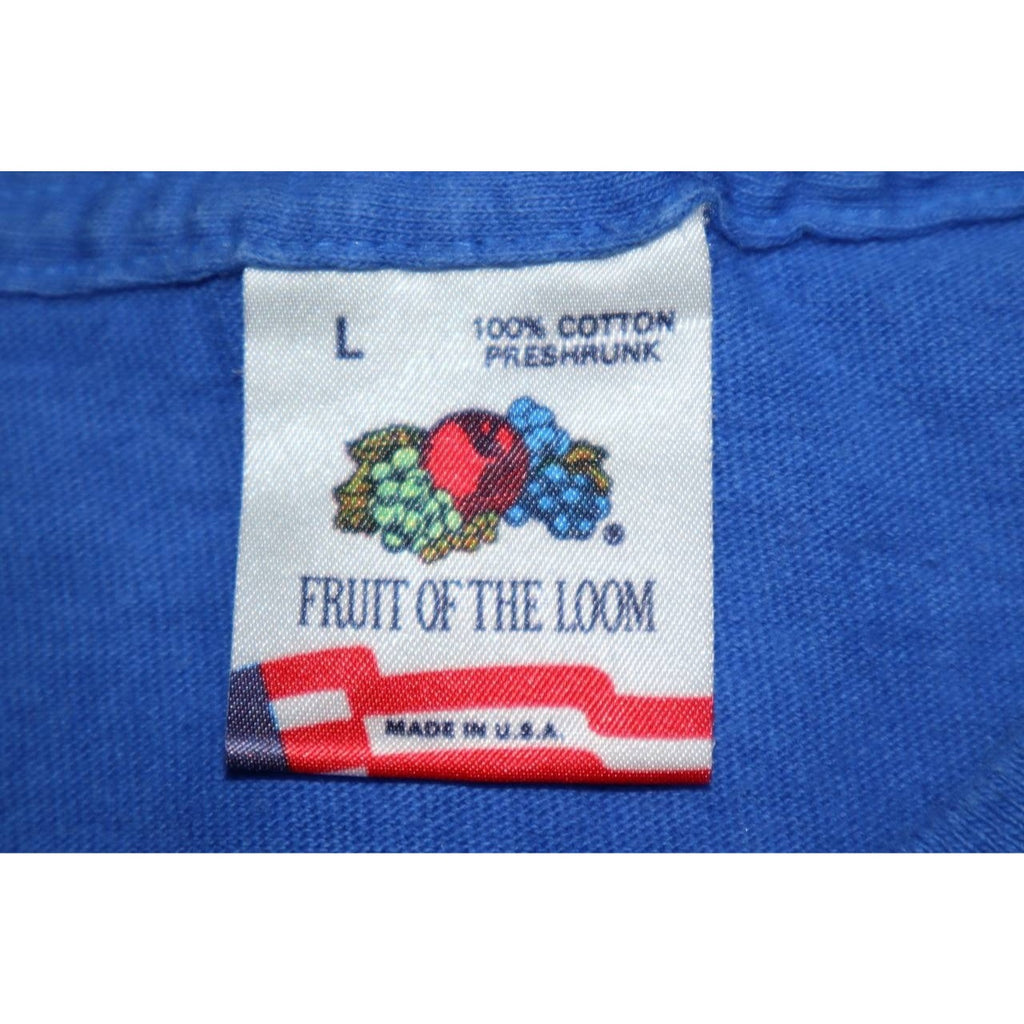 L
100% COTTON
PRESHRUNK
®
FRUIT OF THE LOOM
MADE IN U.S.A.